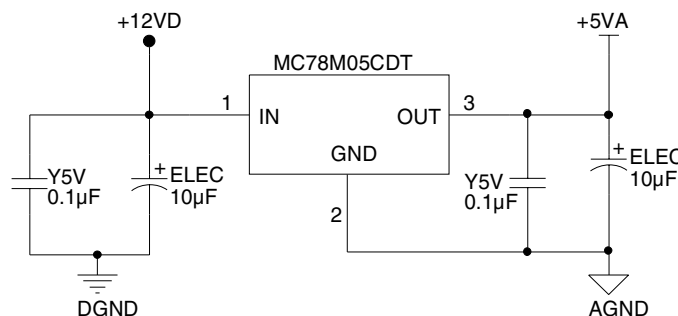 +12VD
+5VA
MC78M05CDT
1
3
IN
OUT
GND
Y5V
0.1µF
+
ELEC
10µF
2
Y5V
0.1µF
+
ELEC
10µF
DGND
AGND